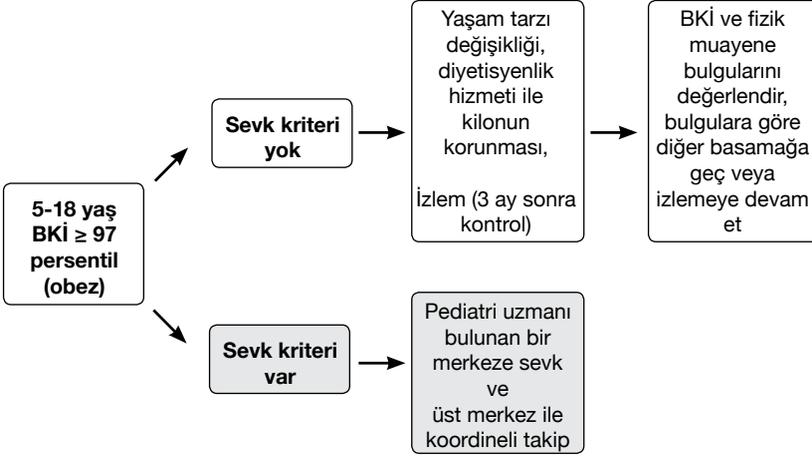 5-18 yaş
BKİ ≥ 97
persentil
(obez)
Sevk kriteri
yok
Yaşam tarzı
değişikliği,
diyetisyenlik
hizmeti ile
kilonun
korunması,
İzlem (3 ay sonra
kontrol)
BKİ ve fizik
muayene
bulgularını
değerlendir,
bulgulara göre
diğer basamağa
geç veya
izlemeye devam
et
Sevk kriteri
var
Pediatri uzmanı
bulunan bir
merkeze sevk
ve
üst merkez ile
koordineli takip